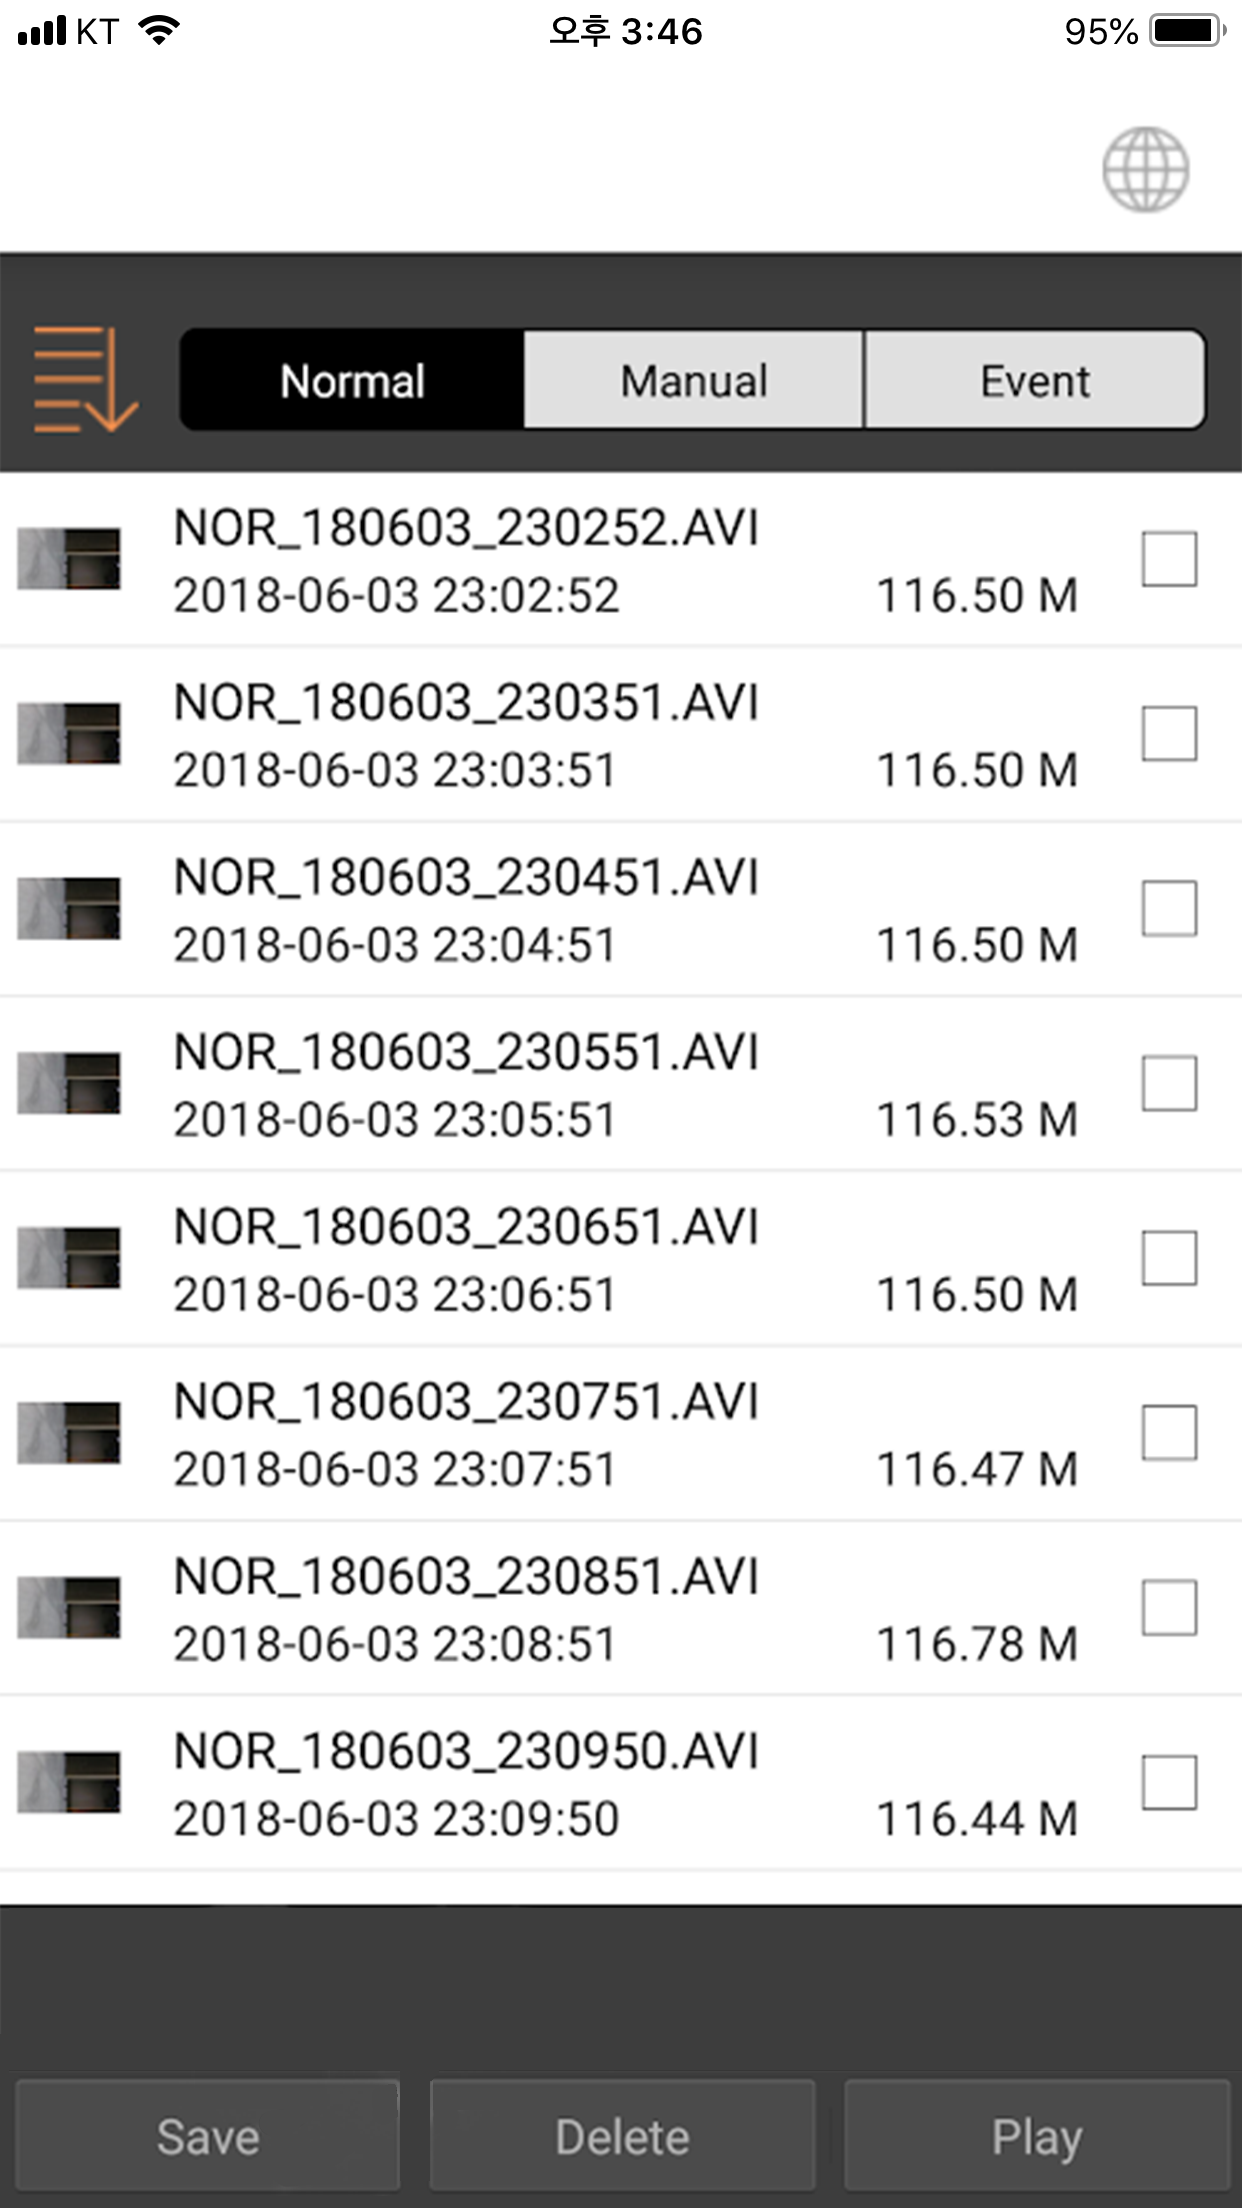 KT 오후 3:46 95%
Normal Manual Event
NOR_180603_230252.AVI
2018-06-03 23:02:52 116.50 M
NOR_180603_230351.AVI
2018-06-03 23:03:51 116.50 M
NOR_180603_230451.AVI
2018-06-03 23:04:51 116.50 M
NOR_180603_230551.AVI
2018-06-03 23:05:51 116.53 M
NOR_180603_230651.AVI
2018-06-03 23:06:51 116.50 M
NOR_180603_230751.AVI
2018-06-03 23:07:51 116.47 M
NOR_180603_230851.AVI
2018-06-03 23:08:51 116.78 M
NOR_180603_230950.AVI
2018-06-03 23:09:50 116.44 M
Save Delete Play